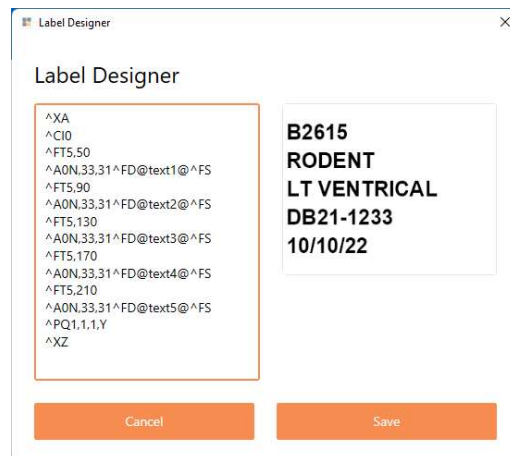 Label Designer
Label Designer
^XA
^CI0
^FT5,50
^A0N,33,31^FD@text1@^FS
^FT5,90
^A0N,33,31^FD@text2@^FS
^FT5,130
^A0N,33,31^FD@text3@^FS
^FT5,170
^A0N,33,31^FD@text4@^FS
^FT5,210
^A0N,33,31^FD@text5@^FS
^PQ1,1,1,Y
^XZ
B2615
RODENT
LT VENTRICAL
DB21-1233
10/10/22
Cancel
Save